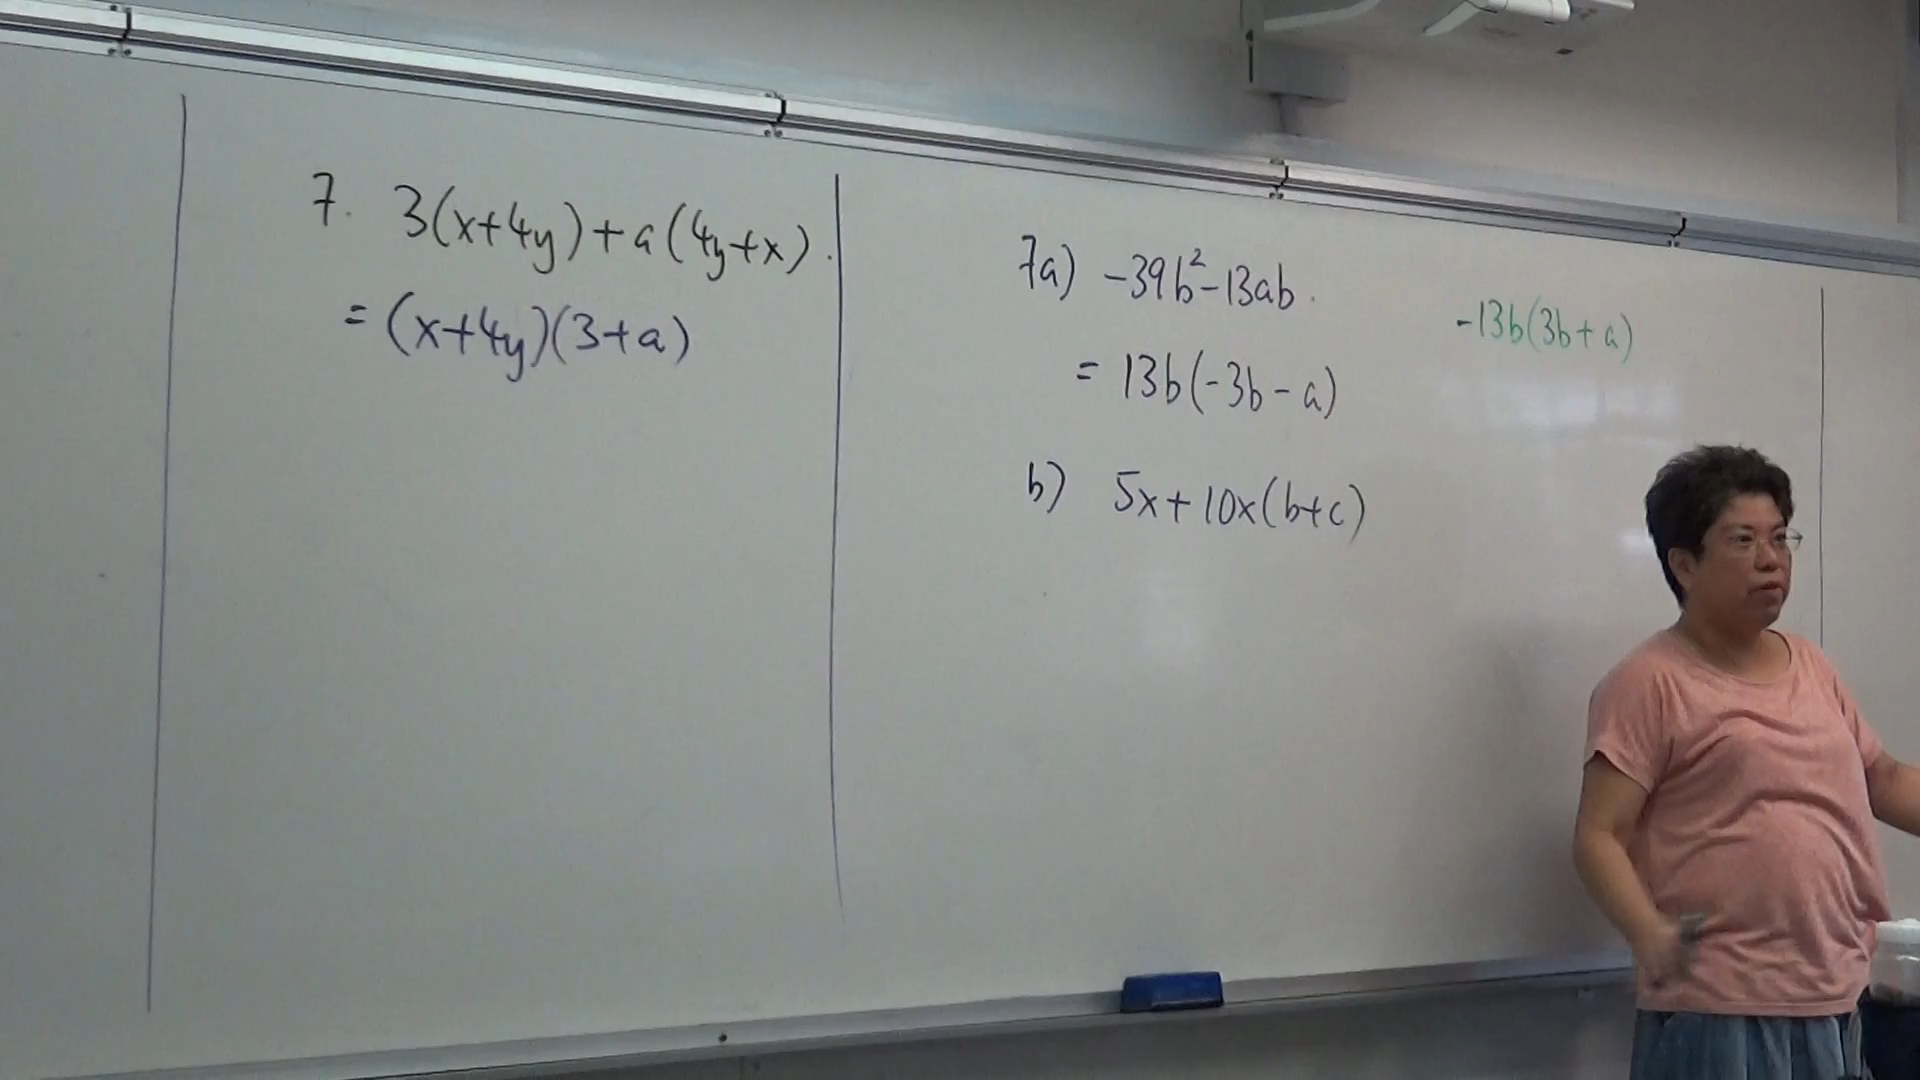 7. 3(x+4y)+a(4y+x).
= (x+4y)(3+a)
7a) -39b²-13ab.
= 13b(-3b-a)
-13b(3b+a)
b) 5x+10x(b+c)